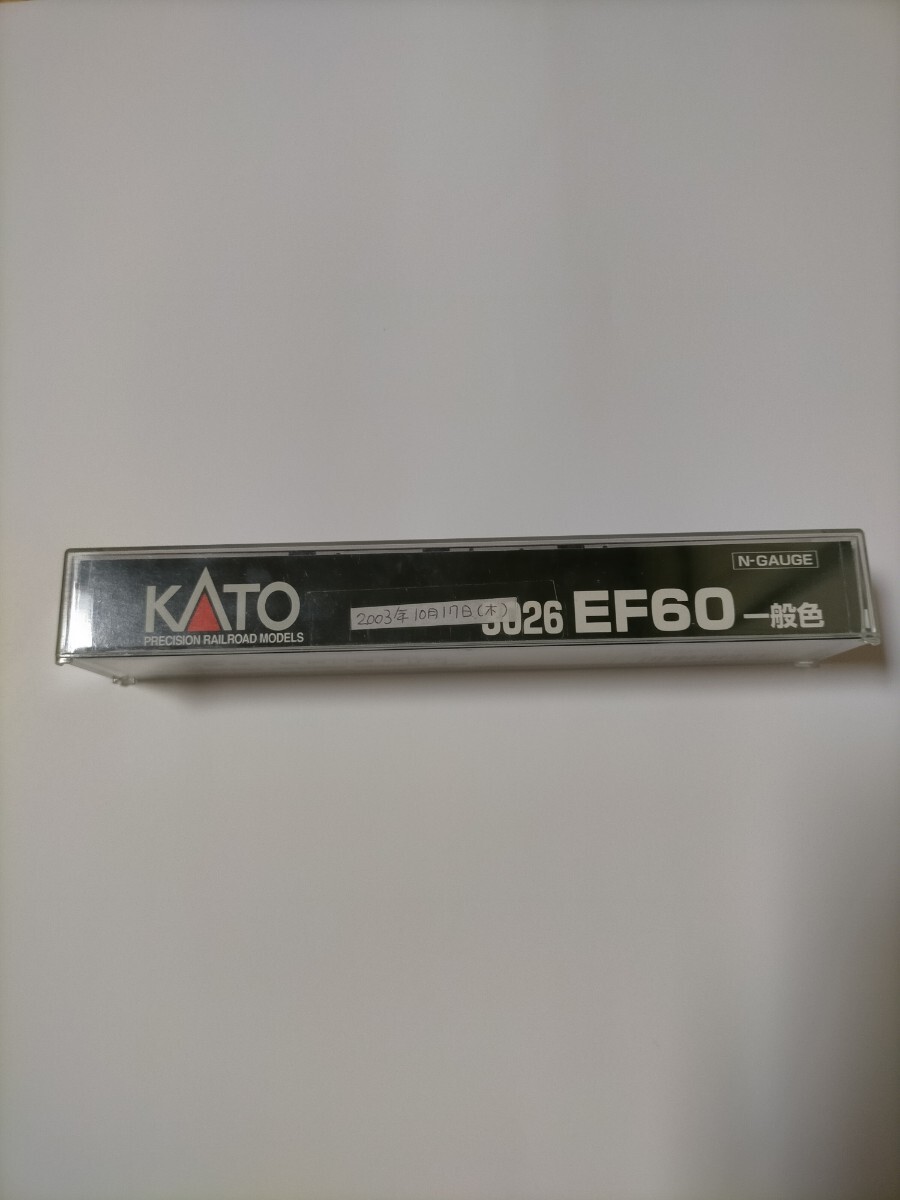 N-GAUGE
KATO
PRECISION RAILROAD MODELS
2003年10月17日(木)
3026 EF60 一般色